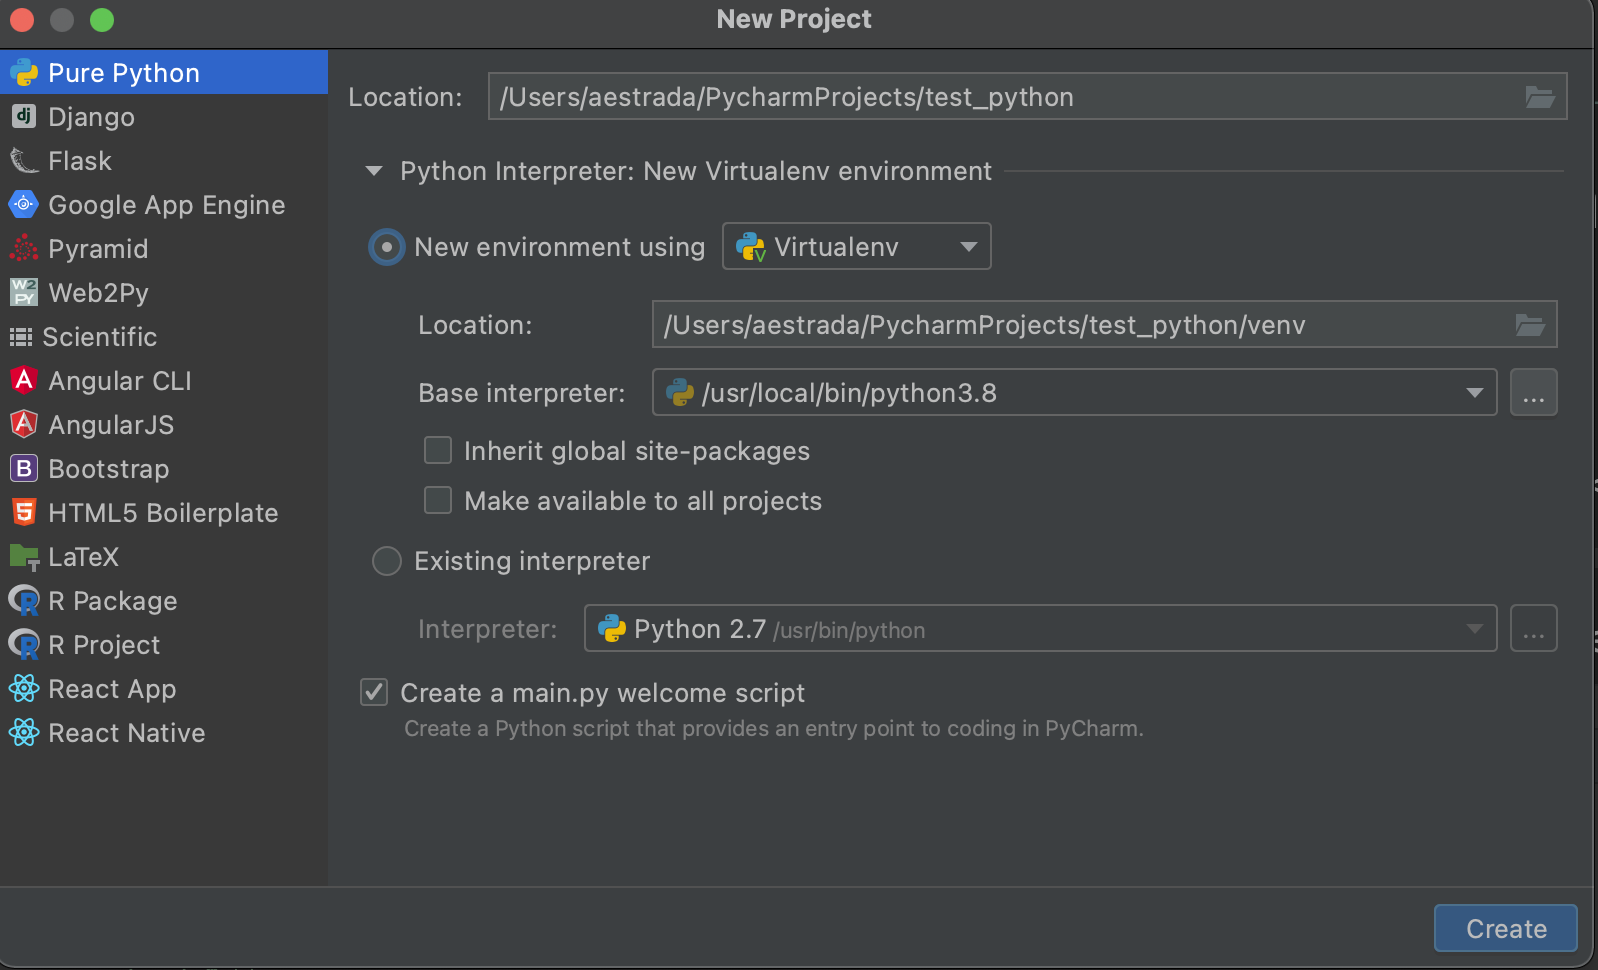 New Project
Pure Python
dj Django
Flask
Google App Engine
Pyramid
W2 PY Web2Py
Scientific
A Angular CLI
A AngularJS
B Bootstrap
5 HTML5 Boilerplate
T LaTeX
R R Package
R R Project
React App
React Native
Location: /Users/aestrada/PycharmProjects/test_python
Python Interpreter: New Virtualenv environment
New environment using V Virtualenv
Location: /Users/aestrada/PycharmProjects/test_python/venv
Base interpreter: /usr/local/bin/python3.8 ...
Inherit global site-packages
Make available to all projects
Existing interpreter
Interpreter: Python 2.7 /usr/bin/python ...
Create a main.py welcome script
Create a Python script that provides an entry point to coding in PyCharm.
Create